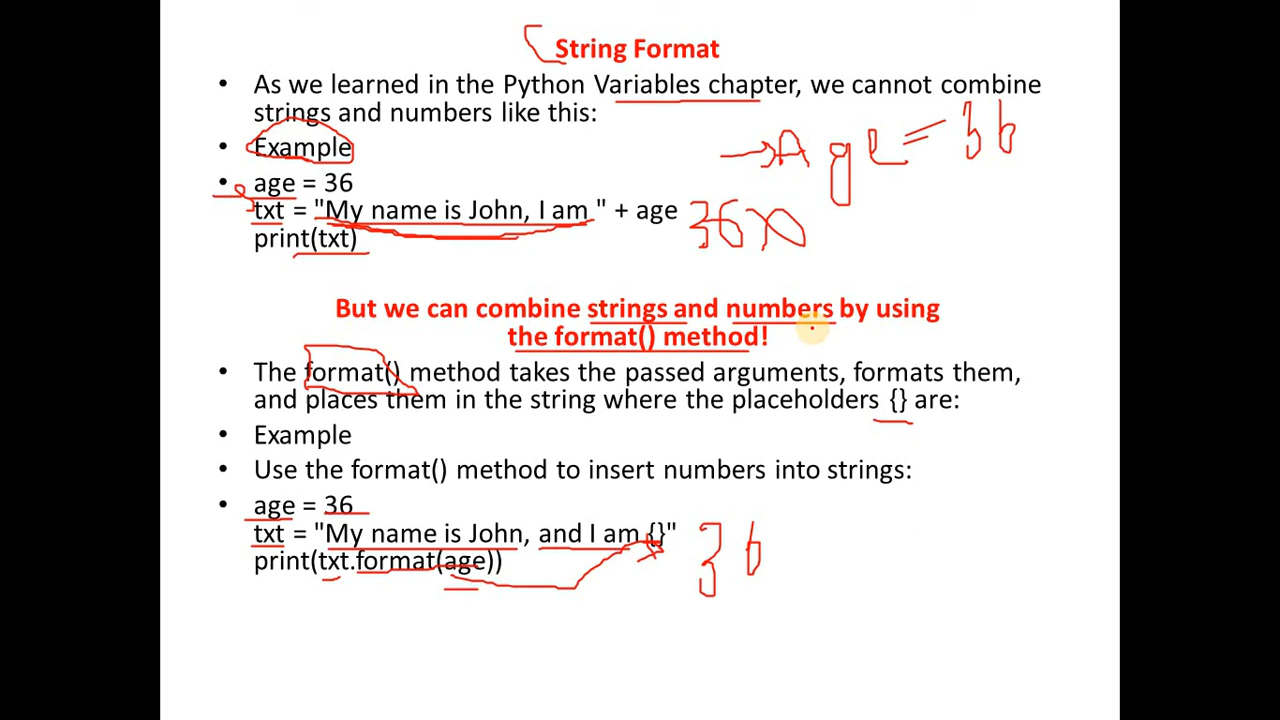 String Format
• As we learned in the Python Variables chapter, we cannot combine
strings and numbers like this:
• Example
→ Age = 36
• age = 36
txt = "My name is John, I am " + age 36
print(txt)
But we can combine strings and numbers by using
the format() method!
• The format() method takes the passed arguments, formats them,
and places them in the string where the placeholders {} are:
• Example
• Use the format() method to insert numbers into strings:
• age = 36
txt = "My name is John, and I am {}" 36
print(txt.format(age))